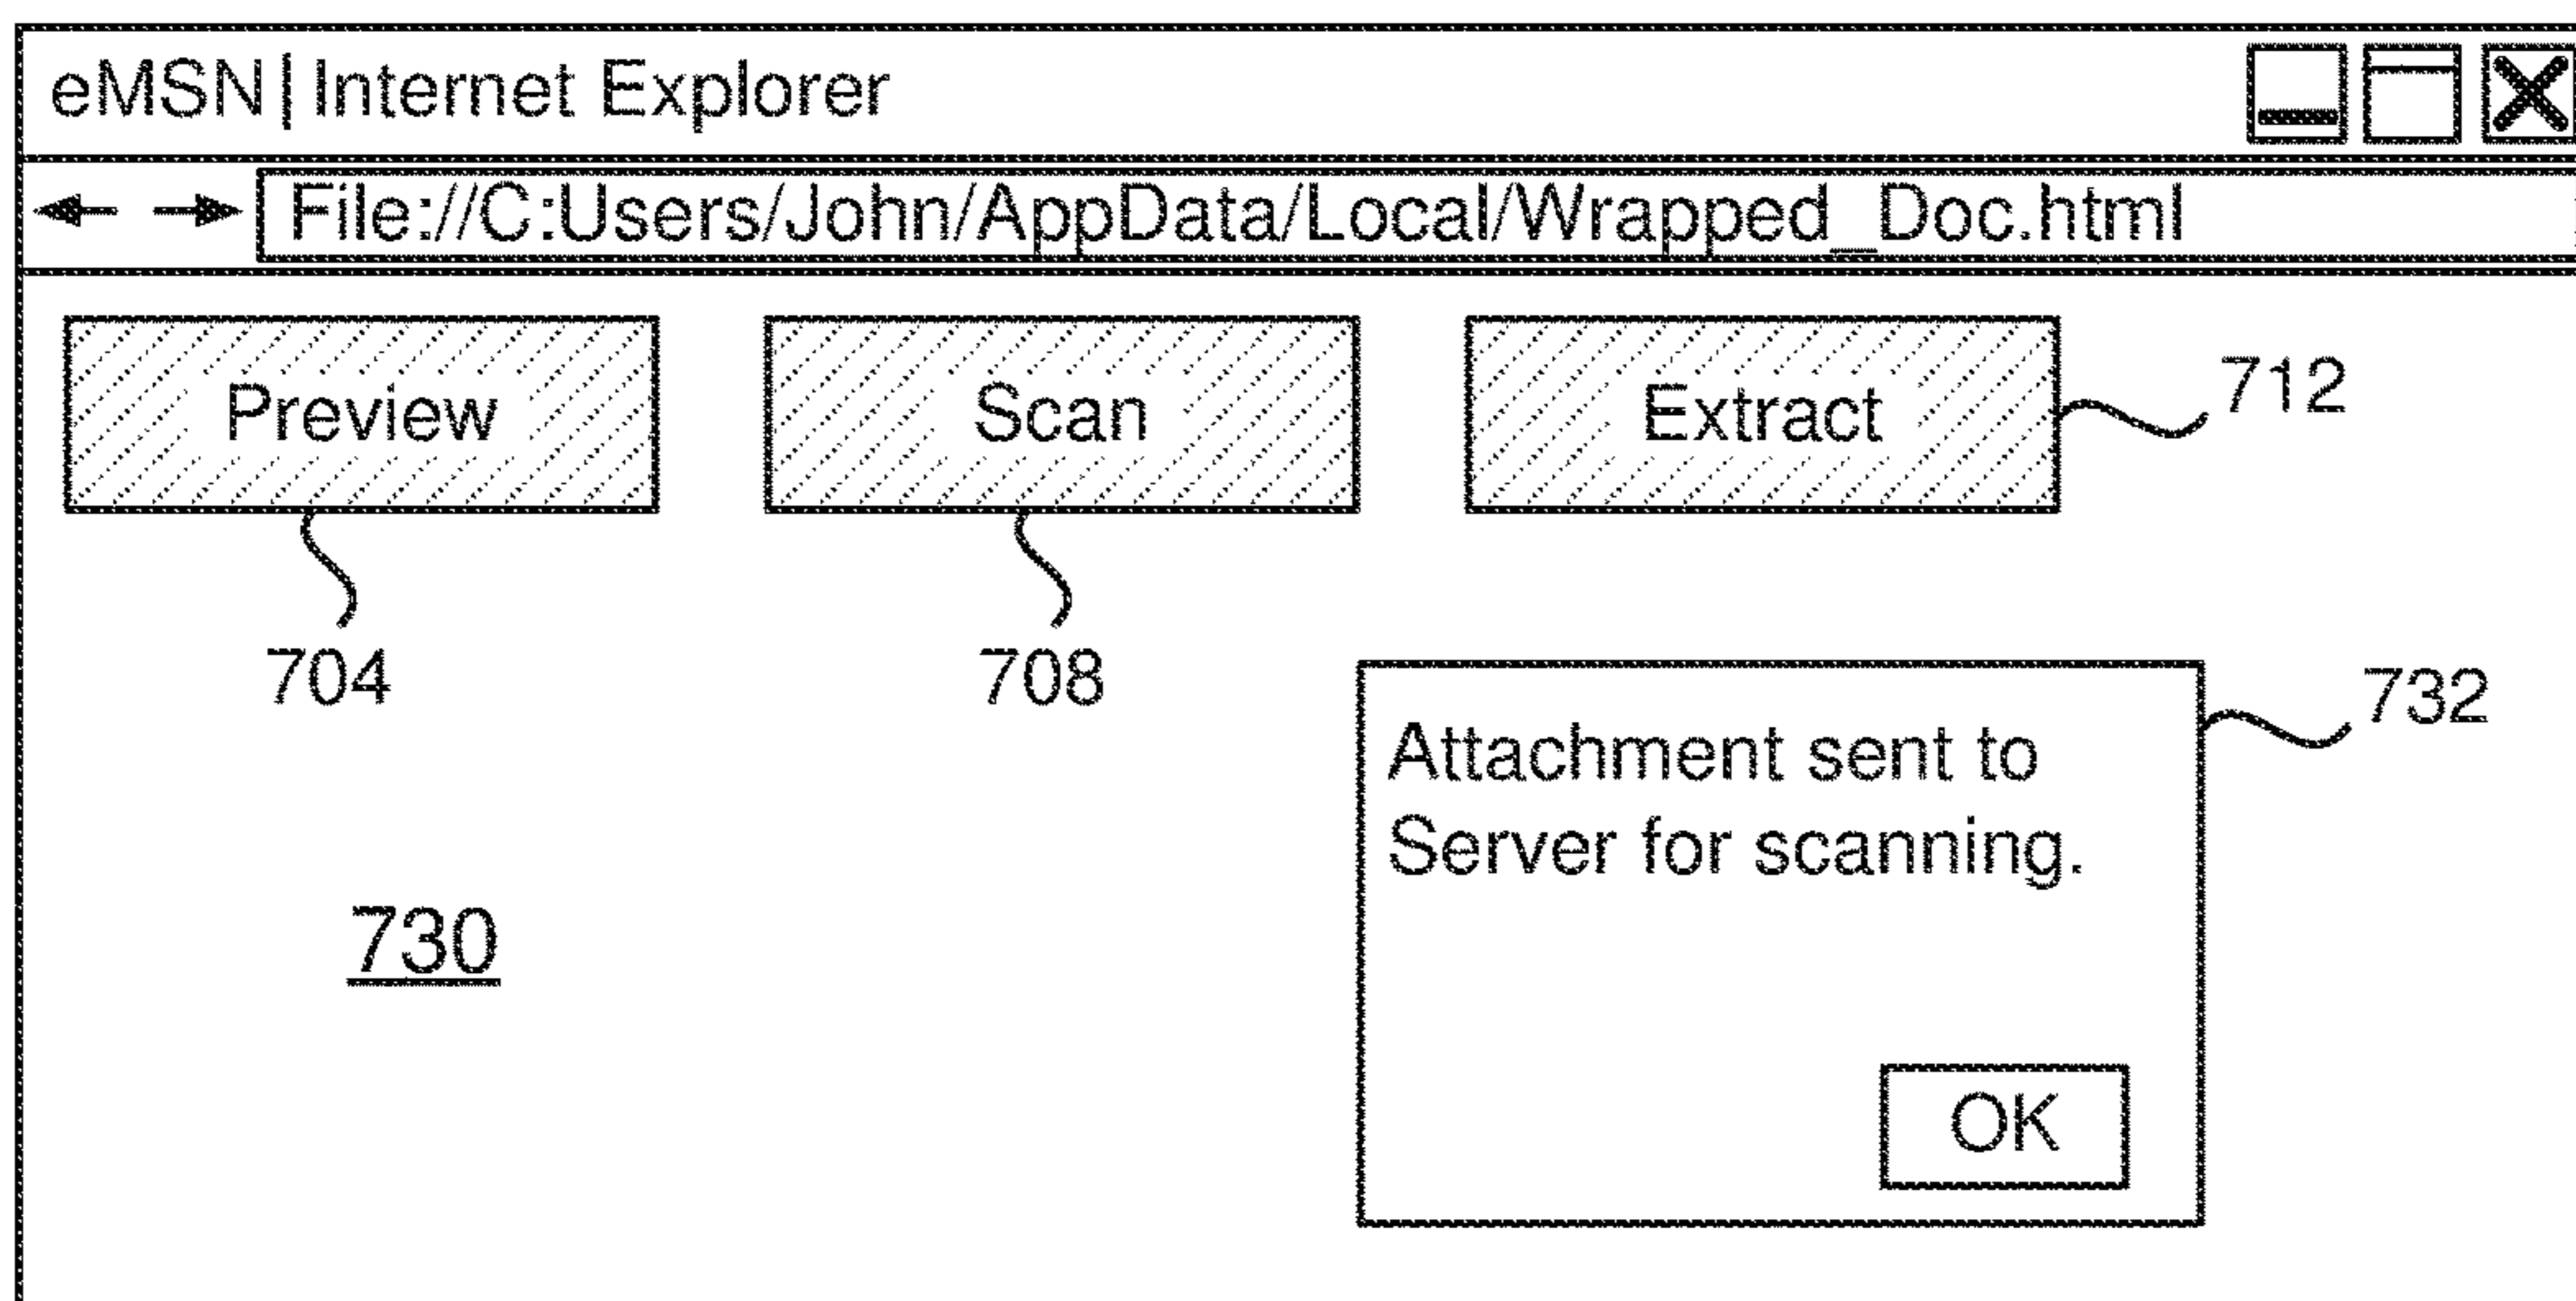 eMSN | Internet Explorer
File://C:Users/John/AppData/Local/Wrapped_Doc.html
Preview
Scan
Extract
712
704
708
732
Attachment sent to
Server for scanning.
730
OK